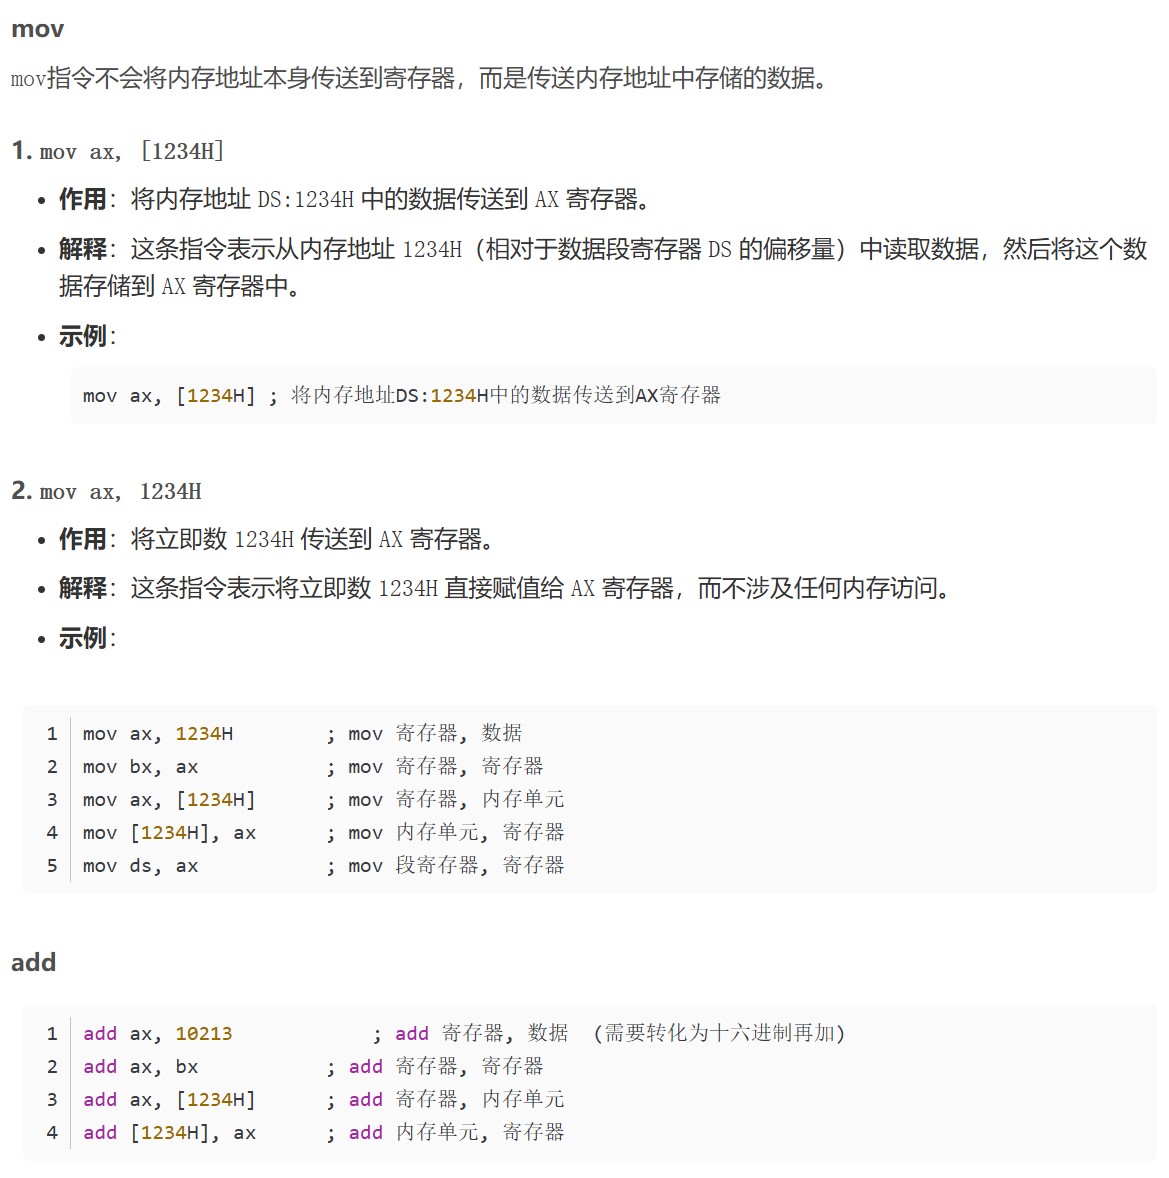 mov
mov指令不会将内存地址本身传送到寄存器，而是传送内存地址中存储的数据。
1. mov ax, [1234H]
• 作用：将内存地址 DS:1234H 中的数据传送到 AX 寄存器。
• 解释：这条指令表示从内存地址 1234H（相对于数据段寄存器 DS 的偏移量）中读取数据，然后将这个数
据存储到 AX 寄存器中。
• 示例：
mov ax, [1234H] ; 将内存地址DS:1234H中的数据传送到AX寄存器
2. mov ax, 1234H
• 作用：将立即数 1234H 传送到 AX 寄存器。
• 解释：这条指令表示将立即数 1234H 直接赋值给 AX 寄存器，而不涉及任何内存访问。
• 示例：
1 mov ax, 1234H ; mov 寄存器, 数据
2 mov bx, ax ; mov 寄存器, 寄存器
3 mov ax, [1234H] ; mov 寄存器, 内存单元
4 mov [1234H], ax ; mov 内存单元, 寄存器
5 mov ds, ax ; mov 段寄存器, 寄存器
add
1 add ax, 10213 ; add 寄存器, 数据 (需要转化为十六进制再加)
2 add ax, bx ; add 寄存器, 寄存器
3 add ax, [1234H] ; add 寄存器, 内存单元
4 add [1234H], ax ; add 内存单元, 寄存器